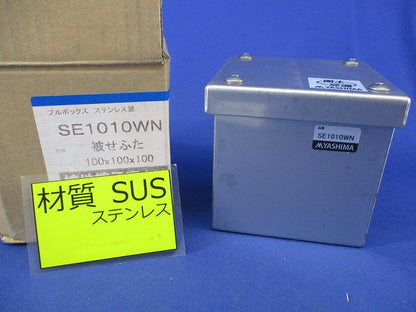 プルボックス ステンレス製
SE1010WN
被せふた
100x100x100
材質 SUS
ステンレス
SE1010WN
YASHIMA